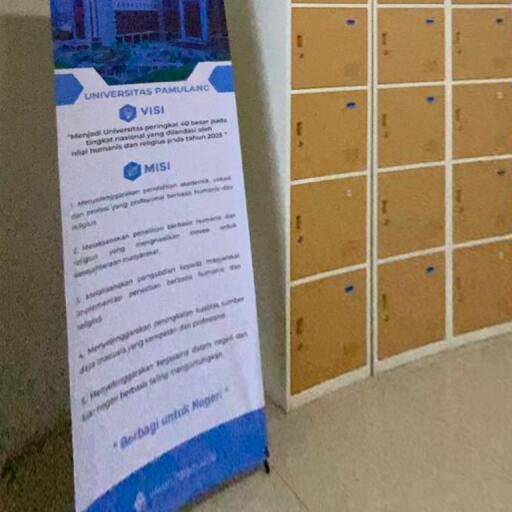 UNIVERSITAS PAMULANG
VISI
"Menjadi Universitas peringkat 40 besar pada
tingkat nasional yang dilandasi oleh
nilai humanis dan religius pada tahun 2025 "
MISI
1. Menyelenggarakan pendidikan akademik, vokasi
dan profesi yang profesional berbasis humanis dan
religius
2. Melaksanakan penelitian berbasis humanis dan
religius yang menghasilkan inovasi untuk
kesejahteraan masyarakat.
3. Melaksanakan pengabdian kepada masyarakat
implementasi penelitian berbasis humanis dan
religius
4. Menyelenggarakan peningkatan kualitas sumber
daya manusia yang kompeten dan profesional.
5. Menyelenggarakan kerjasama dalam negeri dan
luar negeri berbasis saling menguntungkan.
" Berbagi untuk Negeri "